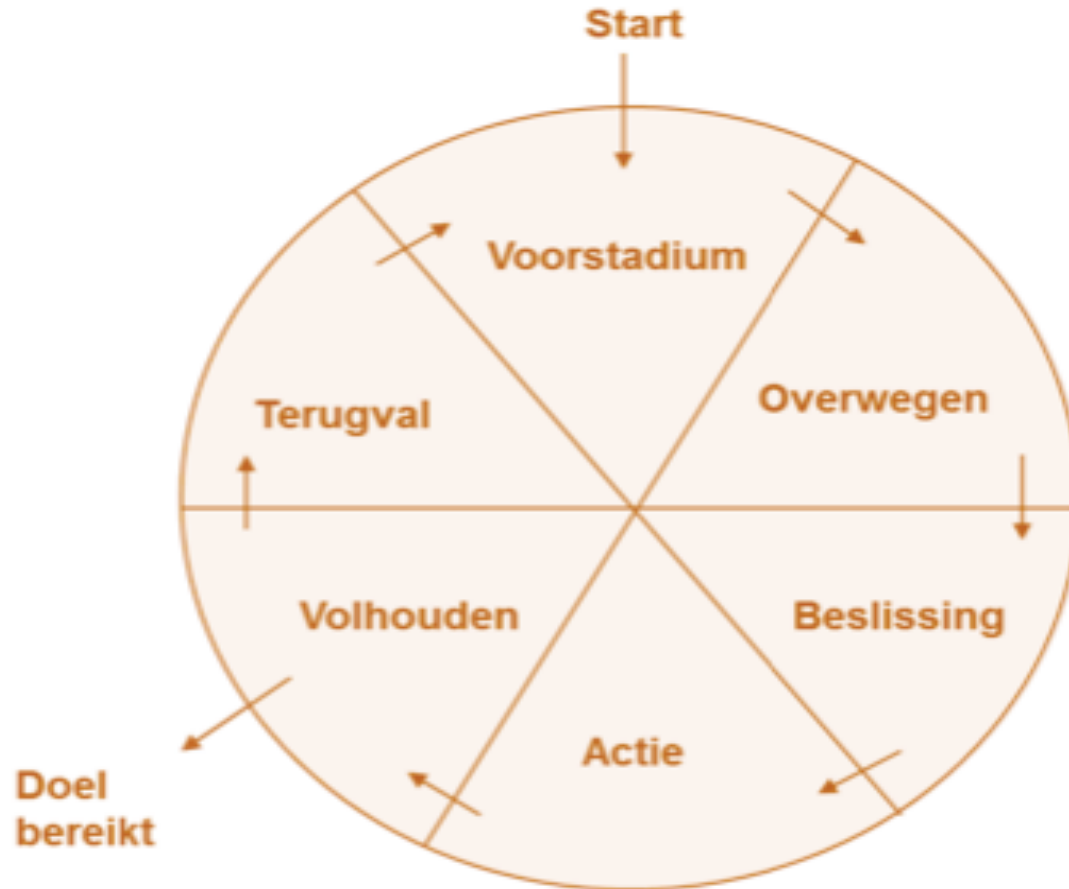 Start
Voorstadium
Overwegen
Terugval
Volhouden
Beslissing
Actie
Doel
bereikt